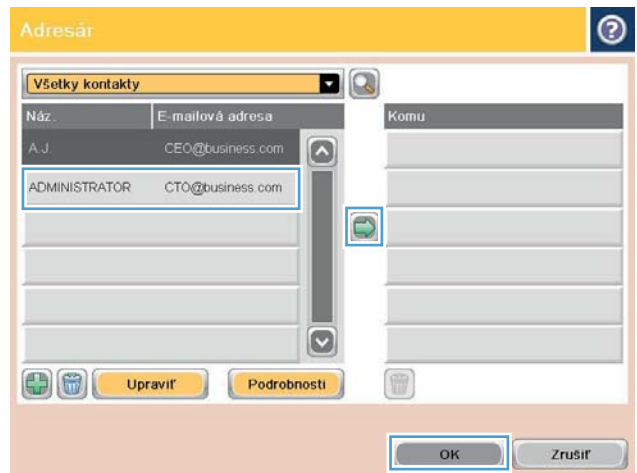 Adresár
Všetky kontakty
Náz. E-mailová adresa Komu
A.J. CEO@business.com
ADMINISTRATOR CTO@business.com
Upraviť Podrobnosti
OK Zrušiť